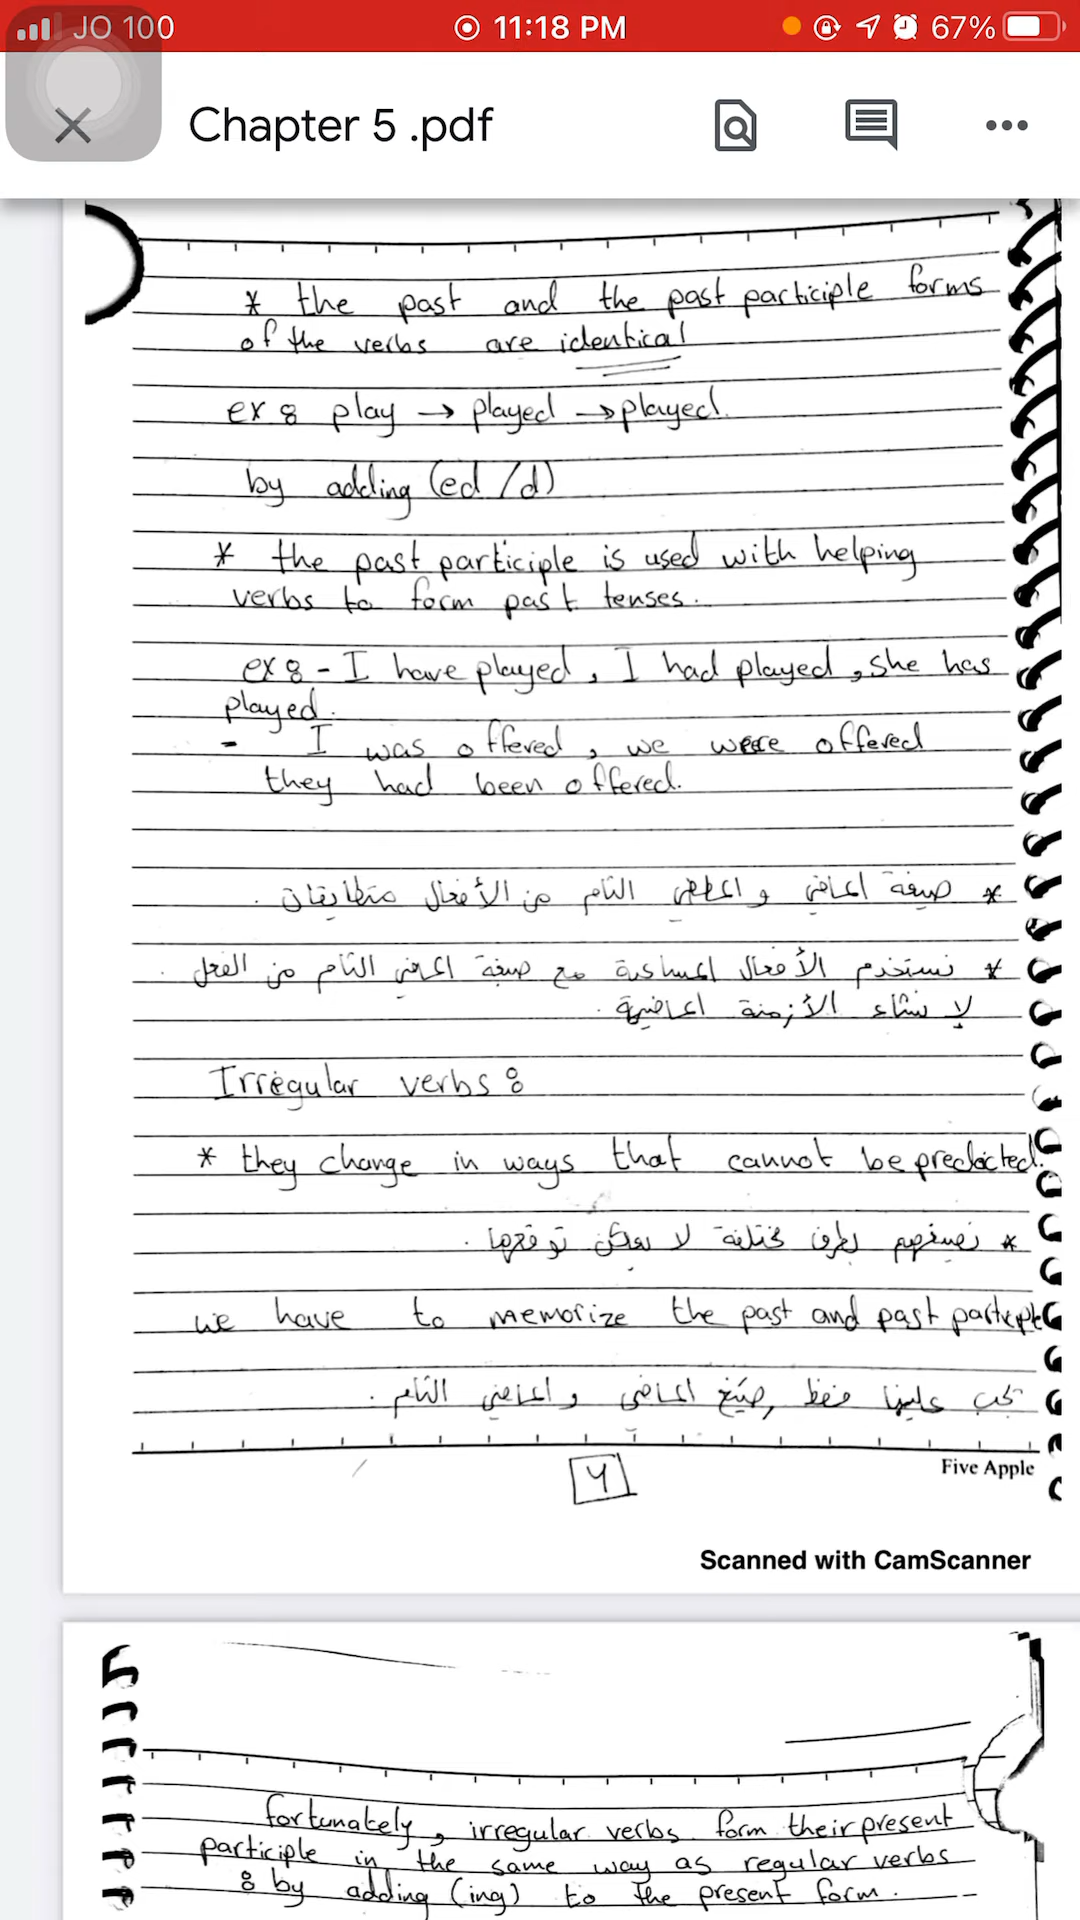 JO 100 11:18 PM 67%
Chapter 5 .pdf
* the past and the past participle forms
of the verbs are identical
ex: play → played → played.
by adding (ed / d)
* the past participle is used with helping
verbs to form past tenses.
ex: - I have played, I had played, she has
played.
- I was offered, we were offered
they had been offered.
* صيغة الماضي و الماضي التام من الأفعال متطابقان .
* نستخدم الأفعال المساعدة مع صيغة الماضي التام من الفعل .
لإنشاء الأزمنة الماضية .
Irregular verbs:
* they change in ways that cannot be predicted.
* نصيغهم بطرق مختلفة لا يمكن توقعها .
we have to memorize the past and past participle
يجب علينا حفظ صيَغ الماضي و الماضي التام .
Five Apple
Scanned with CamScanner
fortunately, irregular verbs form their present
participle in the same way as regular verbs
: by adding (ing) to the present form.